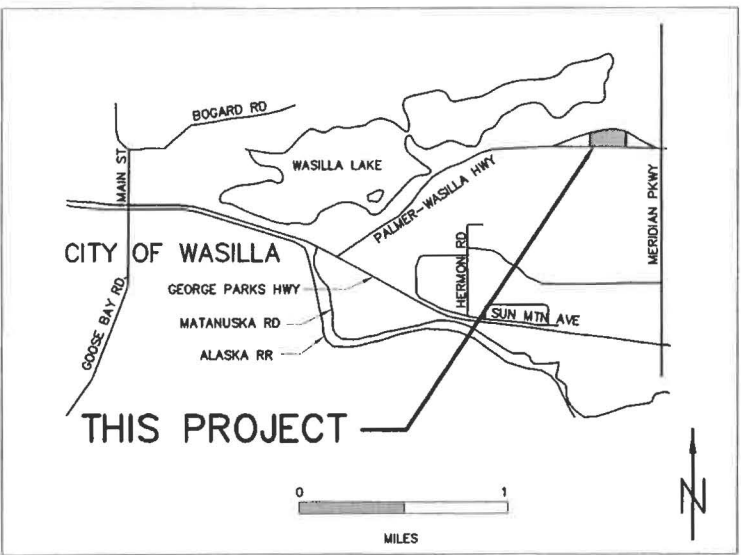 BOGARD RD
MAIN ST
WASILLA LAKE
PALMER-WASILLA HWY
MERIDIAN PKWY
CITY OF WASILLA
GEORGE PARKS HWY
HERMON RD
GOOSE BAY RD
MATANUSKA RD
SUN MTN AVE
ALASKA RR
THIS PROJECT
0 1
MILES
N